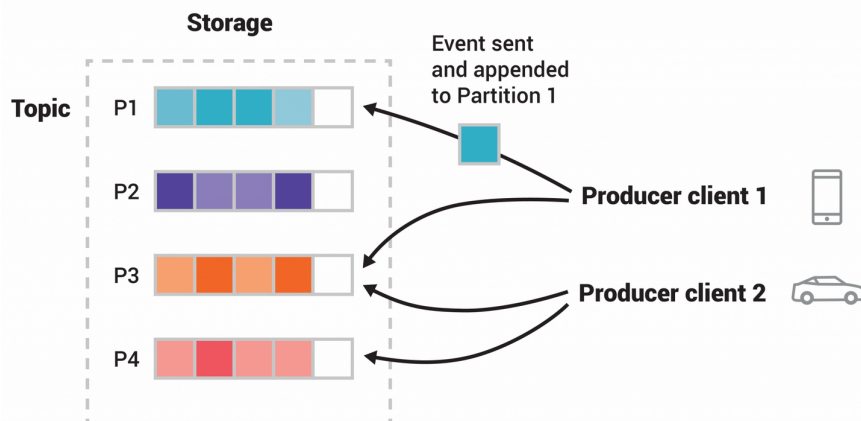 Storage
Event sent
and appended
to Partition 1
Topic
P1
P2
Producer client 1
P3
Producer client 2
P4